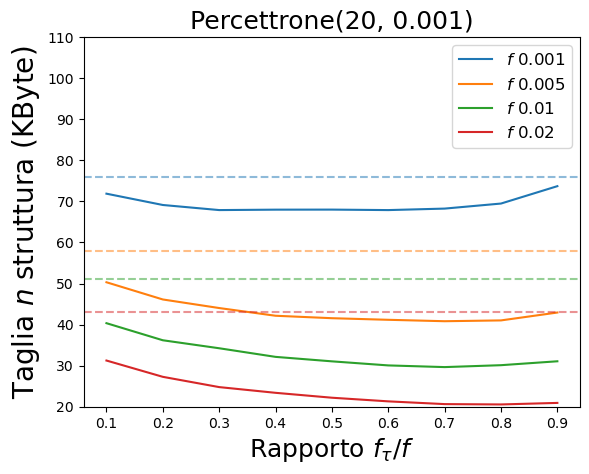 Percettrone(20, 0.001)
Taglia n struttura (KByte)
110
100
90
80
70
60
50
40
30
20
f 0.001
f 0.005
f 0.01
f 0.02
0.1 0.2 0.3 0.4 0.5 0.6 0.7 0.8 0.9
Rapporto f_τ/f